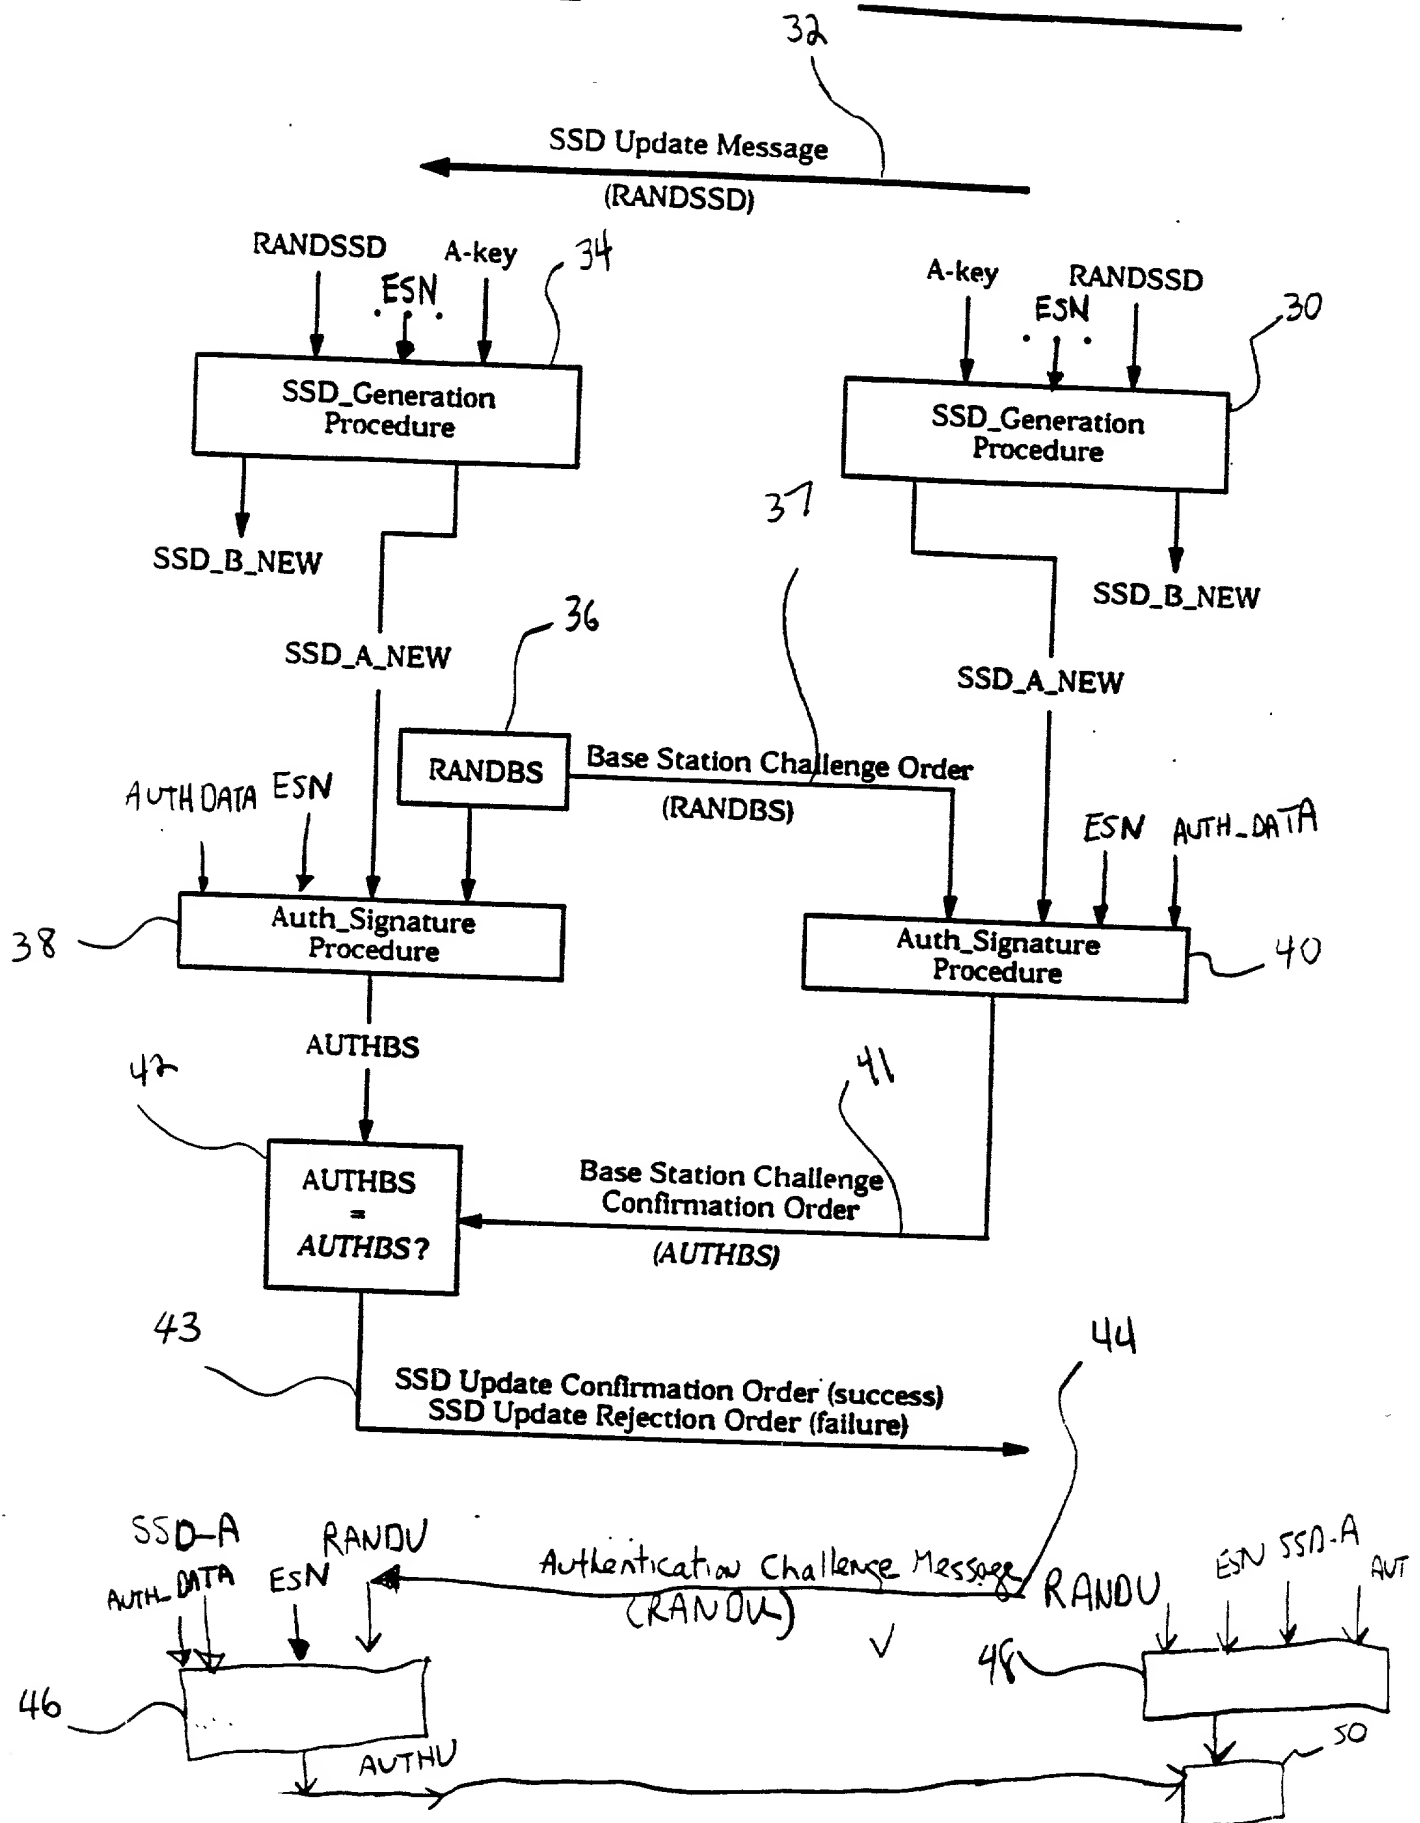 32
SSD Update Message
(RANDSSD)
RANDSSD
A-key
34
ESN
A-key
RANDSSD
ESN
30
SSD_Generation
Procedure
SSD_Generation
Procedure
37
SSD_B_NEW
SSD_B_NEW
36
SSD_A_NEW
SSD_A_NEW
RANDBS
Base Station Challenge Order
(RANDBS)
AUTH DATA
ESN
ESN
AUTH_DATA
Auth_Signature
Procedure
38
Auth_Signature
Procedure
40
AUTHBS
42
41
AUTHBS
=
AUTHBS?
Base Station Challenge
Confirmation Order
(AUTHBS)
43
44
SSD Update Confirmation Order (success)
SSD Update Rejection Order (failure)
SSD-A
RANDU
AUTH_DATA
ESN
Authentication Challenge Message
(RANDU)
RANDU
ESN
SSD-A
AUT
46
48
AUTHU
50